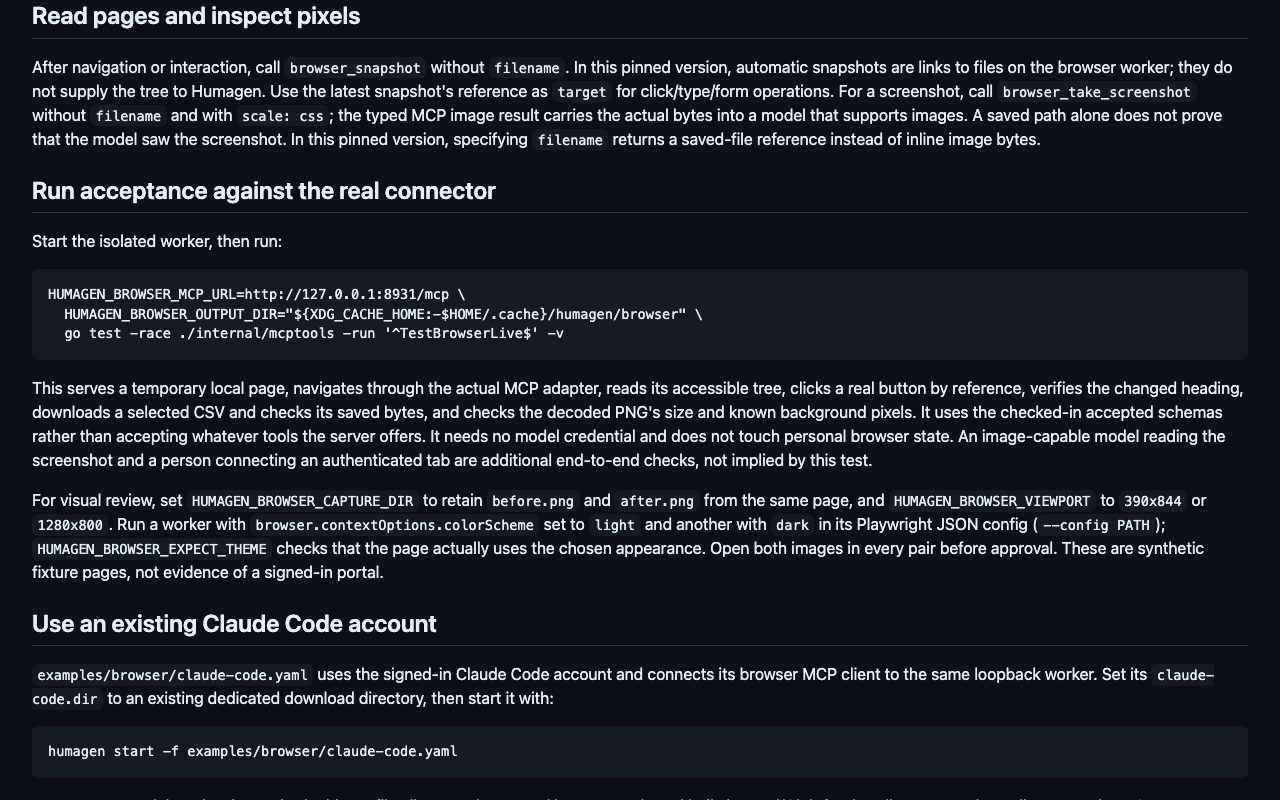 Read pages and inspect pixels
After navigation or interaction, call browser_snapshot without filename. In this pinned version, automatic snapshots are links to files on the browser worker; they do
not supply the tree to Humagen. Use the latest snapshot's reference as target for click/type/form operations. For a screenshot, call browser_take_screenshot
without filename and with scale: css; the typed MCP image result carries the actual bytes into a model that supports images. A saved path alone does not prove
that the model saw the screenshot. In this pinned version, specifying filename returns a saved-file reference instead of inline image bytes.
Run acceptance against the real connector
Start the isolated worker, then run:
HUMAGEN_BROWSER_MCP_URL=http://127.0.0.1:8931/mcp \
HUMAGEN_BROWSER_OUTPUT_DIR="${XDG_CACHE_HOME:-$HOME/.cache}/humagen/browser" \
go test -race ./internal/mcptools -run '^TestBrowserLive$' -v
This serves a temporary local page, navigates through the actual MCP adapter, reads its accessible tree, clicks a real button by reference, verifies the changed heading,
downloads a selected CSV and checks its saved bytes, and checks the decoded PNG's size and known background pixels. It uses the checked-in accepted schemas
rather than accepting whatever tools the server offers. It needs no model credential and does not touch personal browser state. An image-capable model reading the
screenshot and a person connecting an authenticated tab are additional end-to-end checks, not implied by this test.
For visual review, set HUMAGEN_BROWSER_CAPTURE_DIR to retain before.png and after.png from the same page, and HUMAGEN_BROWSER_VIEWPORT to 390x844 or
1280x800. Run a worker with browser.contextOptions.colorScheme set to light and another with dark in its Playwright JSON config (--config PATH);
HUMAGEN_BROWSER_EXPECT_THEME checks that the page actually uses the chosen appearance. Open both images in every pair before approval. These are synthetic
fixture pages, not evidence of a signed-in portal.
Use an existing Claude Code account
examples/browser/claude-code.yaml uses the signed-in Claude Code account and connects its browser MCP client to the same loopback worker. Set its claude-
code.dir to an existing dedicated download directory, then start it with:
humagen start -f examples/browser/claude-code.yaml